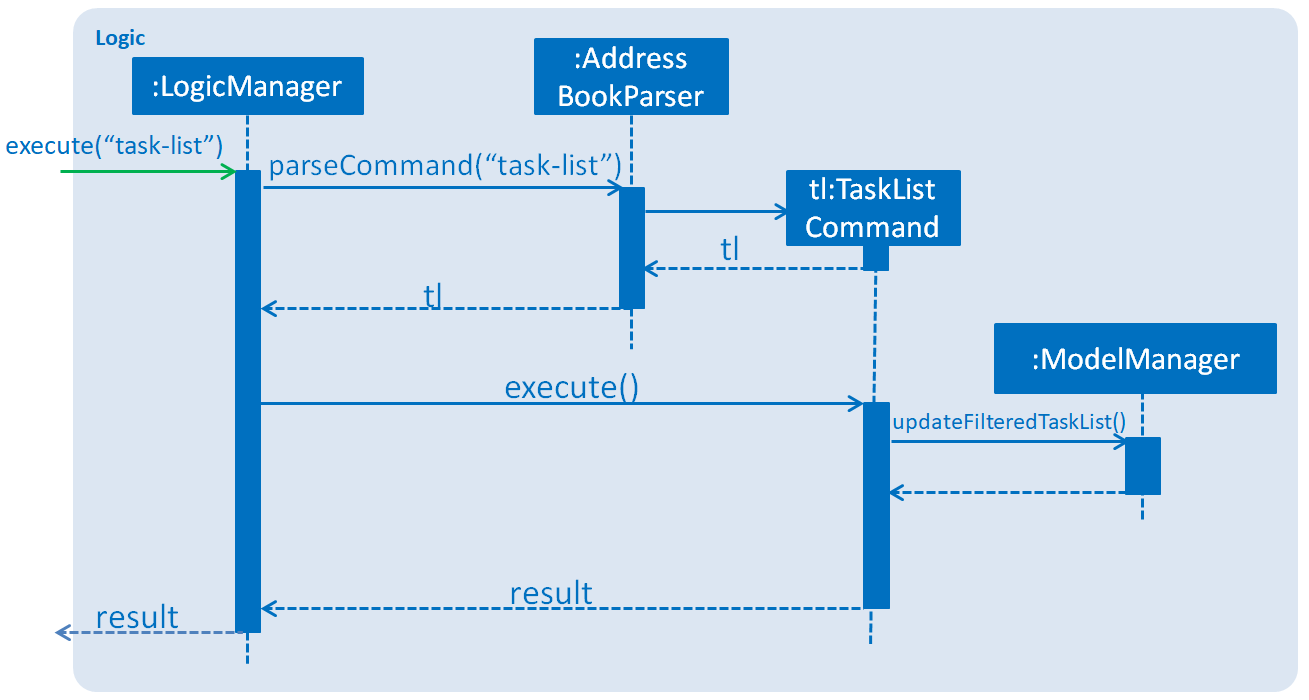 Logic
:LogicManager
:Address
BookParser
execute(“task-list”)
parseCommand(“task-list”)
tl:TaskList
Command
tl
tl
:ModelManager
execute()
updateFilteredTaskList()
result
result